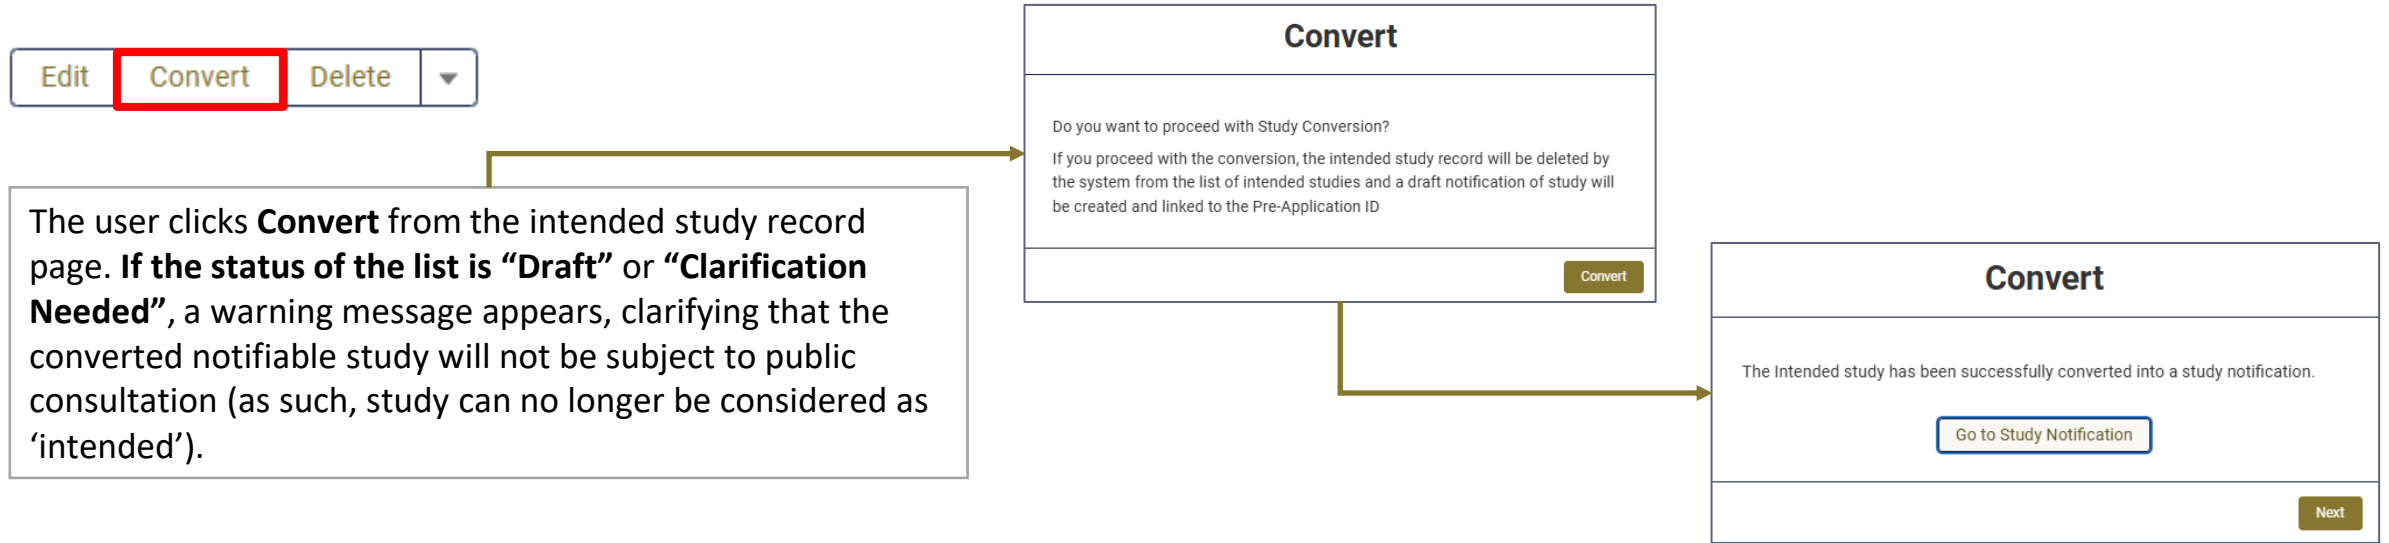 Edit Convert Delete
The user clicks Convert from the intended study record
page. If the status of the list is “Draft” or “Clarification
Needed”, a warning message appears, clarifying that the
converted notifiable study will not be subject to public
consultation (as such, study can no longer be considered as
‘intended’).
Convert
Do you want to proceed with Study Conversion?
If you proceed with the conversion, the intended study record will be deleted by
the system from the list of intended studies and a draft notification of study will
be created and linked to the Pre-Application ID
Convert
Convert
The Intended study has been successfully converted into a study notification.
Go to Study Notification
Next